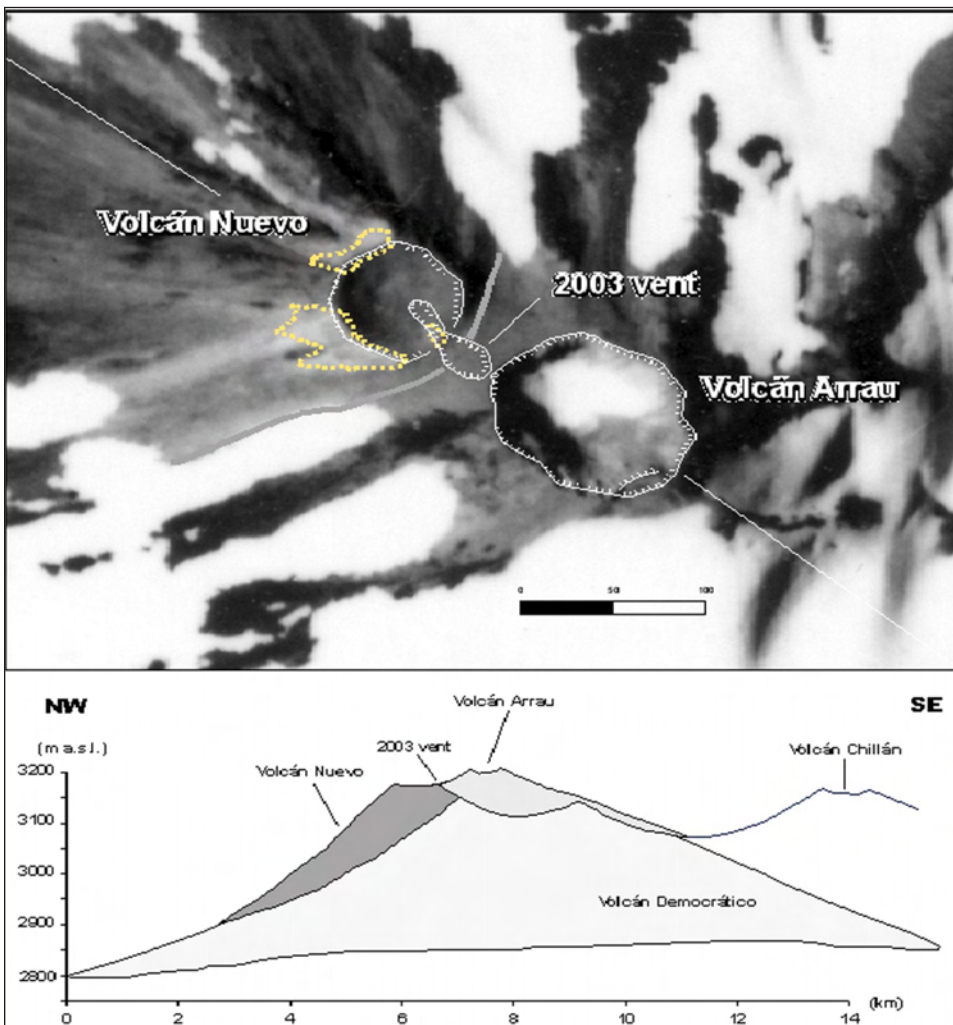 Volcán Nuevo
2003 vent
Volcán Arrau
0 50 100
NW
SE
Volcán Arrau
(m a.s.l.)
2003 vent
Volcán Chillán
Volcán Nuevo
3200
3100
3000
2900
Volcán Democrático
2800
0 2 4 6 8 10 12 14 (km)